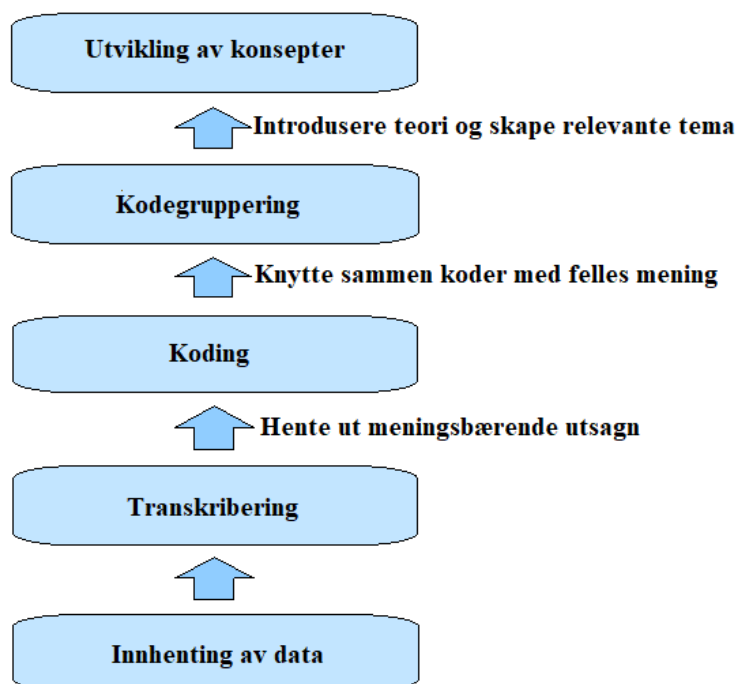 Utvikling av konsepter
Introdusere teori og skape relevante tema
Kodegruppering
Knytte sammen koder med felles mening
Koding
Hente ut meningsbærende utsagn
Transkribering
Innhenting av data